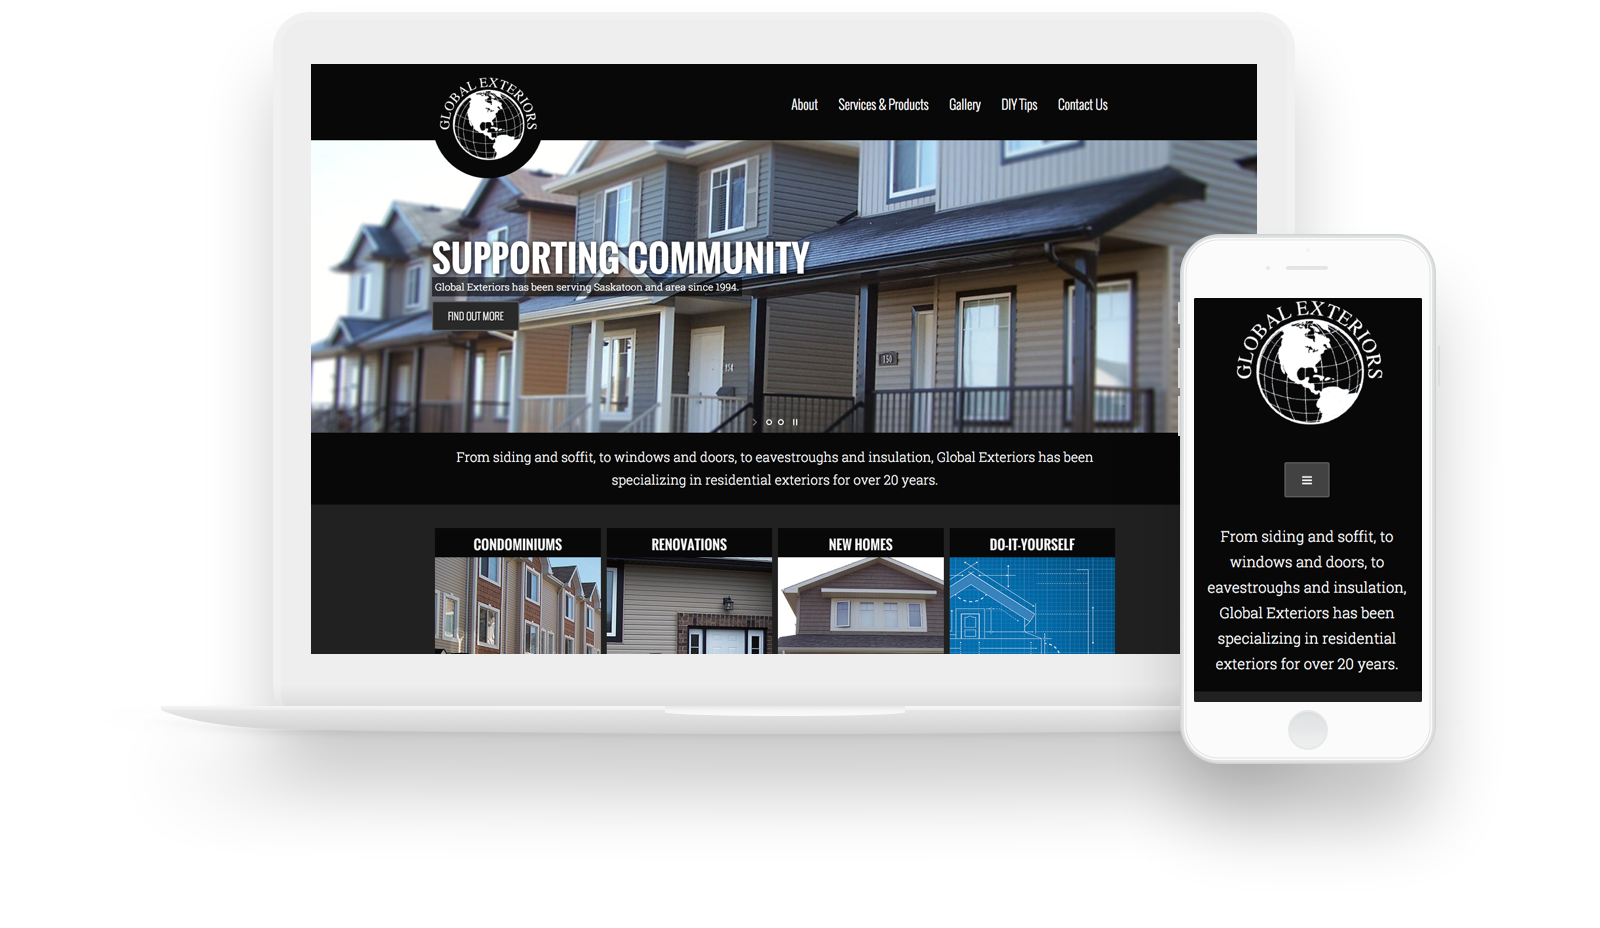 GLOBAL EXTERIORS
About Services & Products Gallery DIY Tips Contact Us
SUPPORTING COMMUNITY
Global Exteriors has been serving Saskatoon and area since 1994.
FIND OUT MORE
154
150
From siding and soffit, to windows and doors, to eavestroughs and insulation, Global Exteriors has been
specializing in residential exteriors for over 20 years.
CONDOMINIUMS RENOVATIONS NEW HOMES DO-IT-YOURSELF
GLOBAL EXTERIORS
From siding and soffit, to
windows and doors, to
eavestroughs and insulation,
Global Exteriors has been
specializing in residential
exteriors for over 20 years.